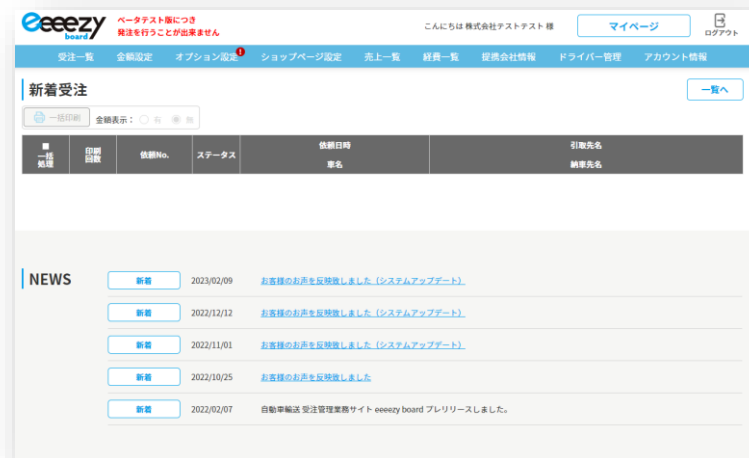 eeeezy
board
ベータテスト版につき
発注を行うことが出来ません
こんにちは 株式会社テストテスト 様
マイページ
ログアウト
受注一覧 金額設定 オプション設定 ! ショップページ設定 売上一覧 経費一覧 提携会社情報 ドライバー管理 アカウント情報
新着受注
一覧へ
一括印刷 金額表示： 有 無
一括
処理
印刷
回数
依頼No.
ステータス
依頼日時
車名
引取先名
納車先名
NEWS
新着 2023/02/09 お客様のお声を反映致しました（システムアップデート）
新着 2022/12/12 お客様のお声を反映致しました（システムアップデート）
新着 2022/11/01 お客様のお声を反映致しました（システムアップデート）
新着 2022/10/25 お客様のお声を反映致しました
新着 2022/02/07 自動車輸送 受注管理業務サイト eeeezy board プレリリースしました。